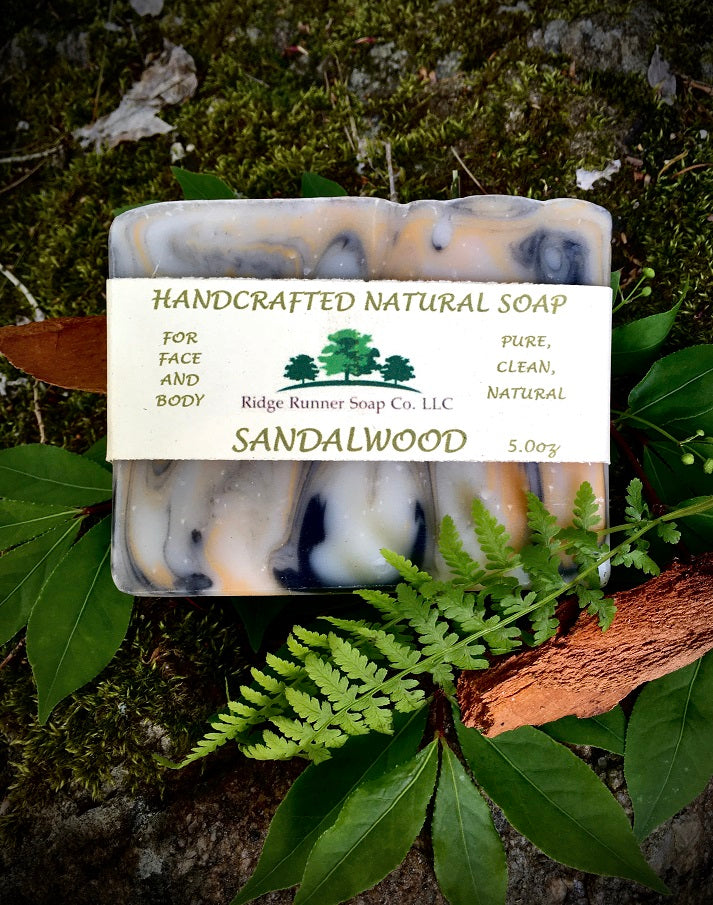 HANDCRAFTED NATURAL SOAP
FOR
FACE
AND
BODY
Ridge Runner Soap Co. LLC
PURE,
CLEAN,
NATURAL
SANDALWOOD
5.0oz